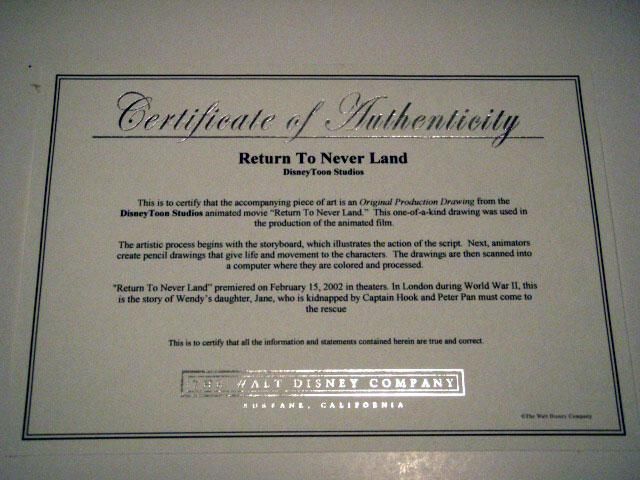 Certificate of Authenticity
Return To Never Land
DisneyToon Studios
This is to certify that the accompanying piece of art is an Original Production Drawing from the
DisneyToon Studios animated movie "Return To Never Land." This one-of-a-kind drawing was used in
the production of the animated film.
The artistic process begins with the storyboard, which illustrates the action of the script. Next, animators
create pencil drawings that give life and movement to the characters. The drawings are then scanned into
a computer where they are colored and processed.
"Return To Never Land" premiered on February 15, 2002 in theaters. In London during World War II, this
is the story of Wendy's daughter, Jane, who is kidnapped by Captain Hook and Peter Pan must come to
the rescue
This is to certify that all the information and statements contained herein are true and correct.
THE WALT DISNEY COMPANY
BURBANK, CALIFORNIA
©The Walt Disney Company